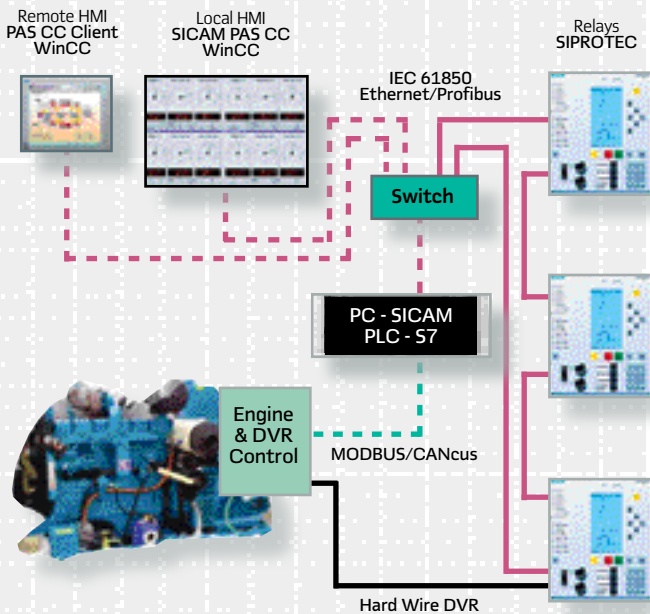 Remote HMI
PAS CC Client
WinCC
Local HMI
SICAM PAS CC
WinCC
IEC 61850
Ethernet/Profibus
Relays
SIPROTEC
Switch
PC - SICAM
PLC - S7
Engine
& DVR
Control
MODBUS/CANcus
Hard Wire DVR